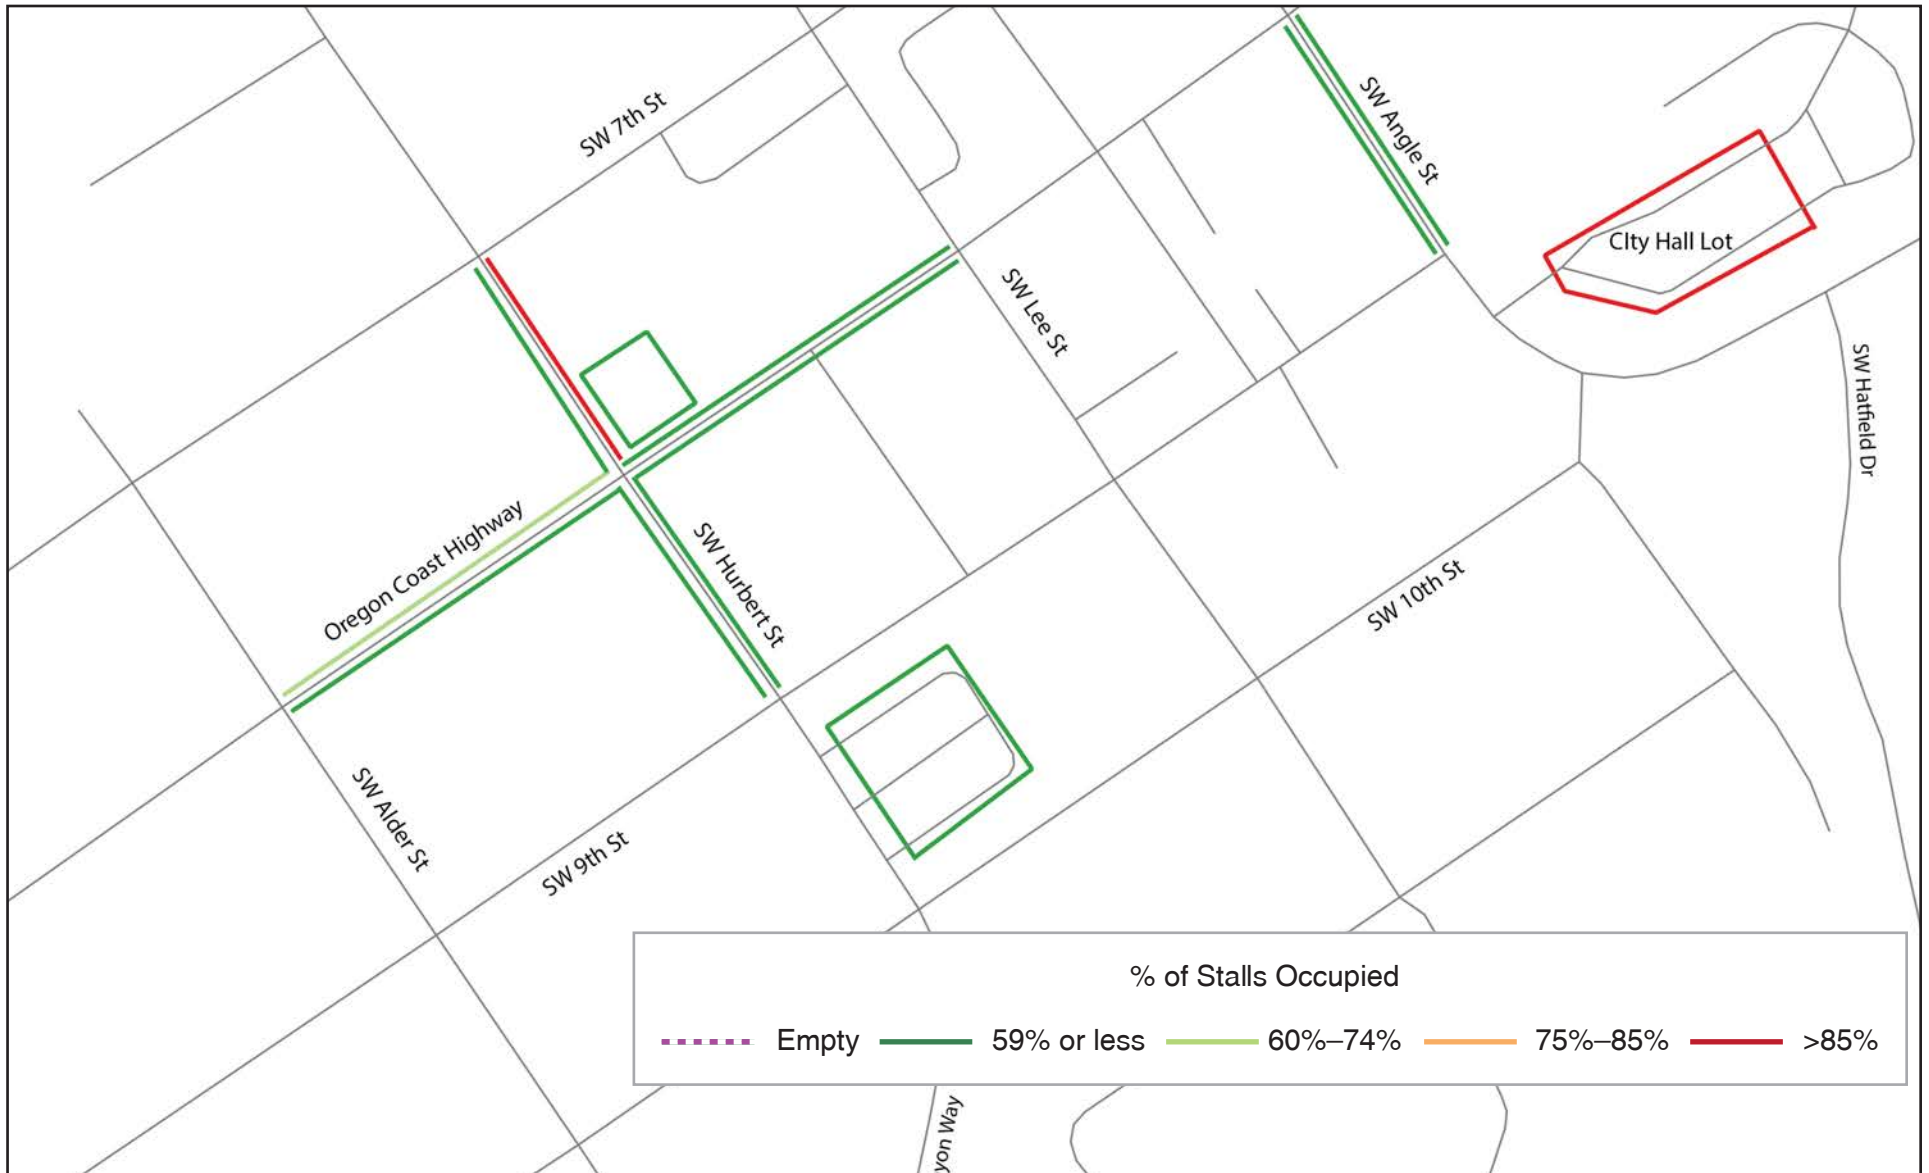 SW 7th St
SW Angle St
CIty Hall Lot
SW Lee St
SW Hatfield Dr
Oregon Coast Highway
SW Hurbert St
SW 10th St
SW Alder St
SW 9th St
% of Stalls Occupied
Empty 59% or less 60%–74% 75%–85% >85%
yon Way